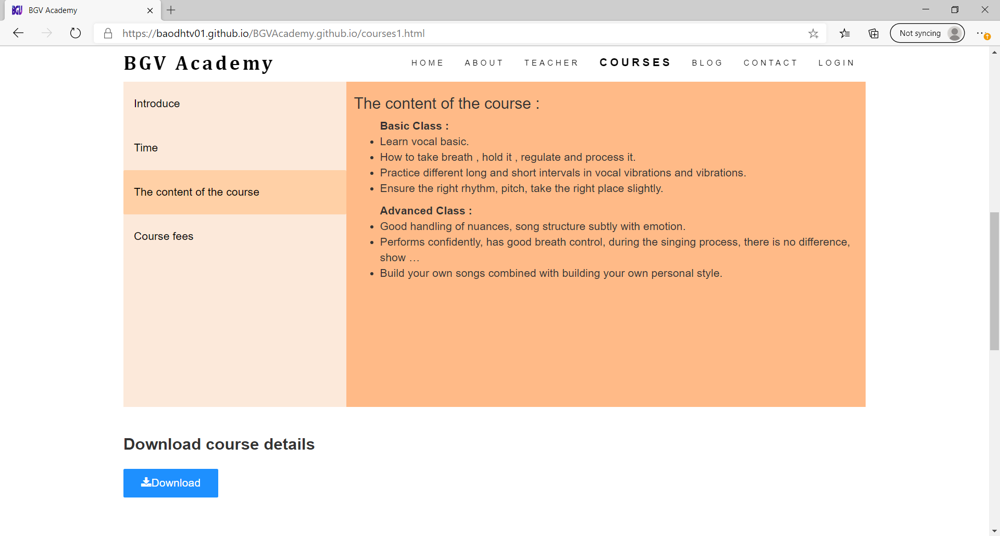 BGV
BGV Academy
https://baodhtv01.github.io/BGVAcademy.github.io/courses1.html
Not syncing
BGV Academy
HOME ABOUT TEACHER COURSES BLOG CONTACT LOGIN
Introduce
Time
The content of the course
Course fees
The content of the course :
Basic Class :
Learn vocal basic.
How to take breath , hold it , regulate and process it.
Practice different long and short intervals in vocal vibrations and vibrations.
Ensure the right rhythm, pitch, take the right place slightly.
Advanced Class :
Good handling of nuances, song structure subtly with emotion.
Performs confidently, has good breath control, during the singing process, there is no difference,
show …
Build your own songs combined with building your own personal style.
Download course details
Download